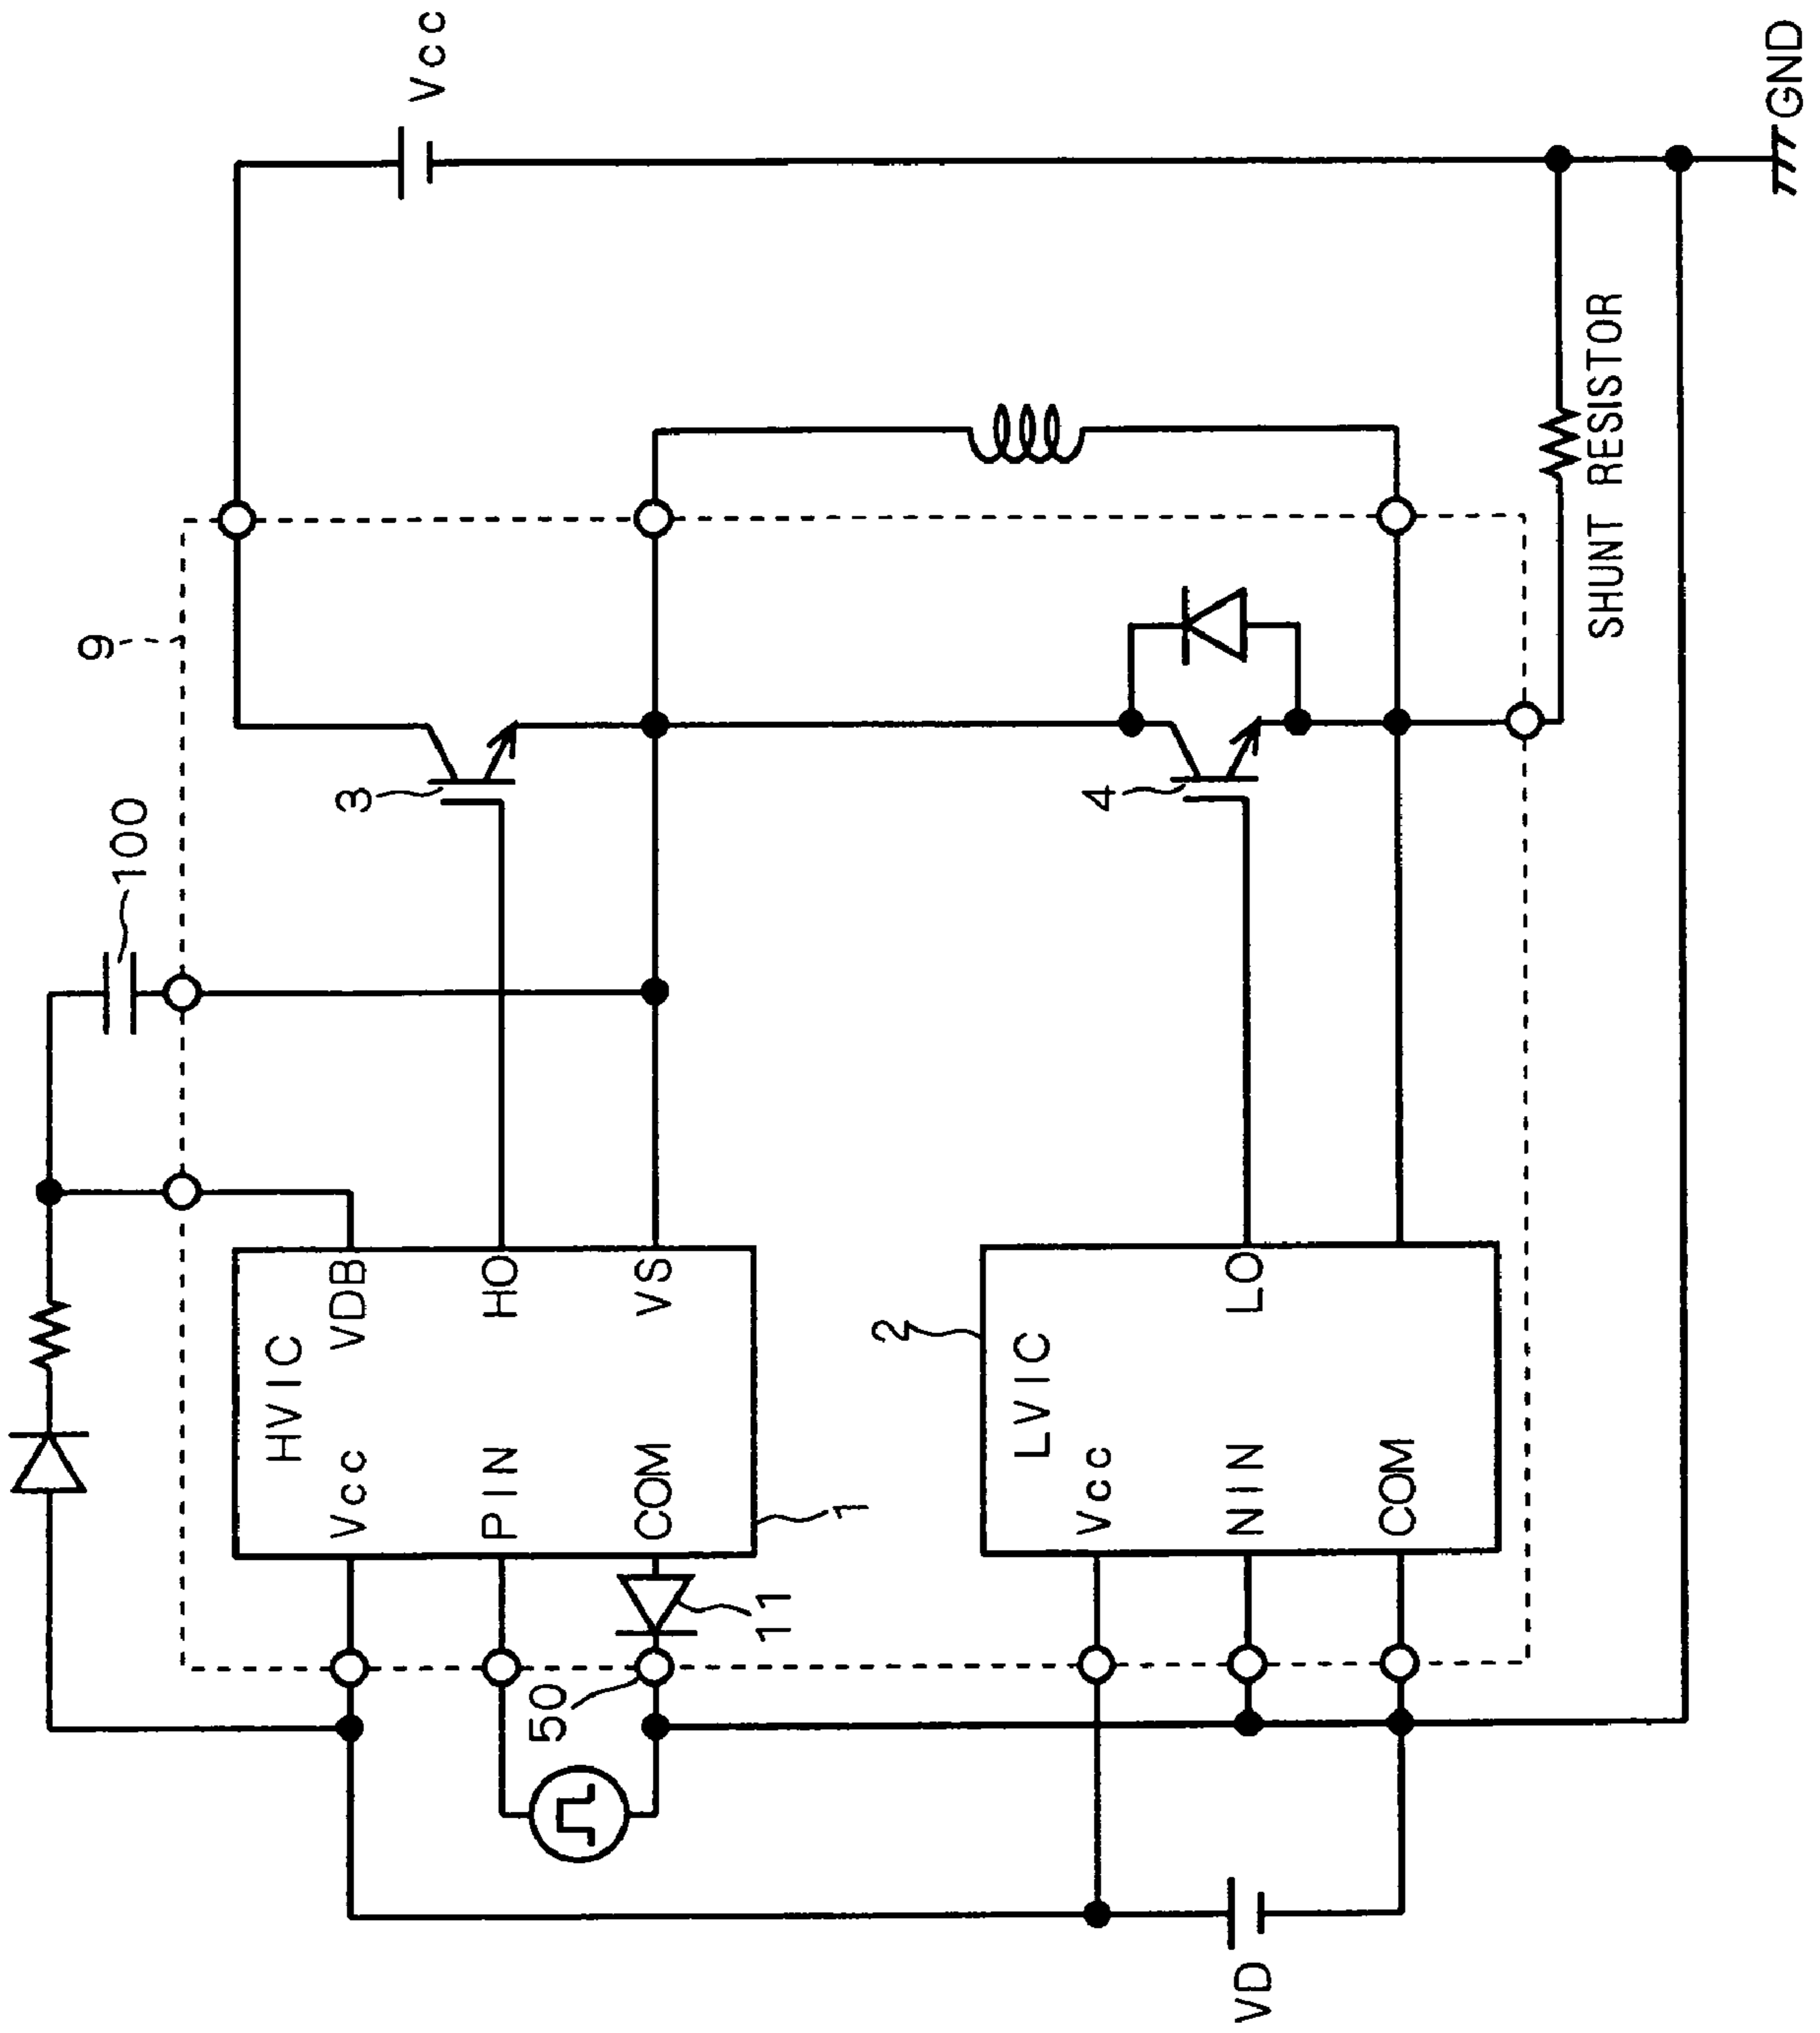 Vcc
GND
9
SHUNT RESISTOR
3
100
4
HVIC
Vcc
VDB
PIN
HO
COM
VS
1
2
LVIC
Vcc
NIN
LO
COM
11
50
VD